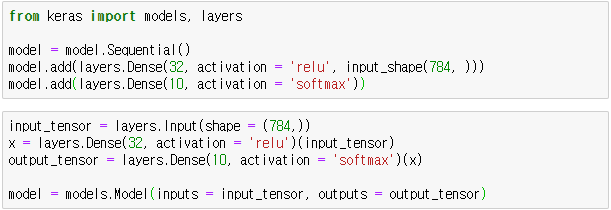 from keras import models, layers
model = model.Sequential()
model.add(layers.Dense(32, activation = 'relu', input_shape(784, )))
model.add(layers.Dense(10, activation = 'softmax'))
input_tensor = layers.Input(shape = (784,))
x = layers.Dense(32, activation = 'relu')(input_tensor)
output_tensor = layers.Dense(10, activation = 'softmax')(x)
model = models.Model(inputs = input_tensor, outputs = output_tensor)